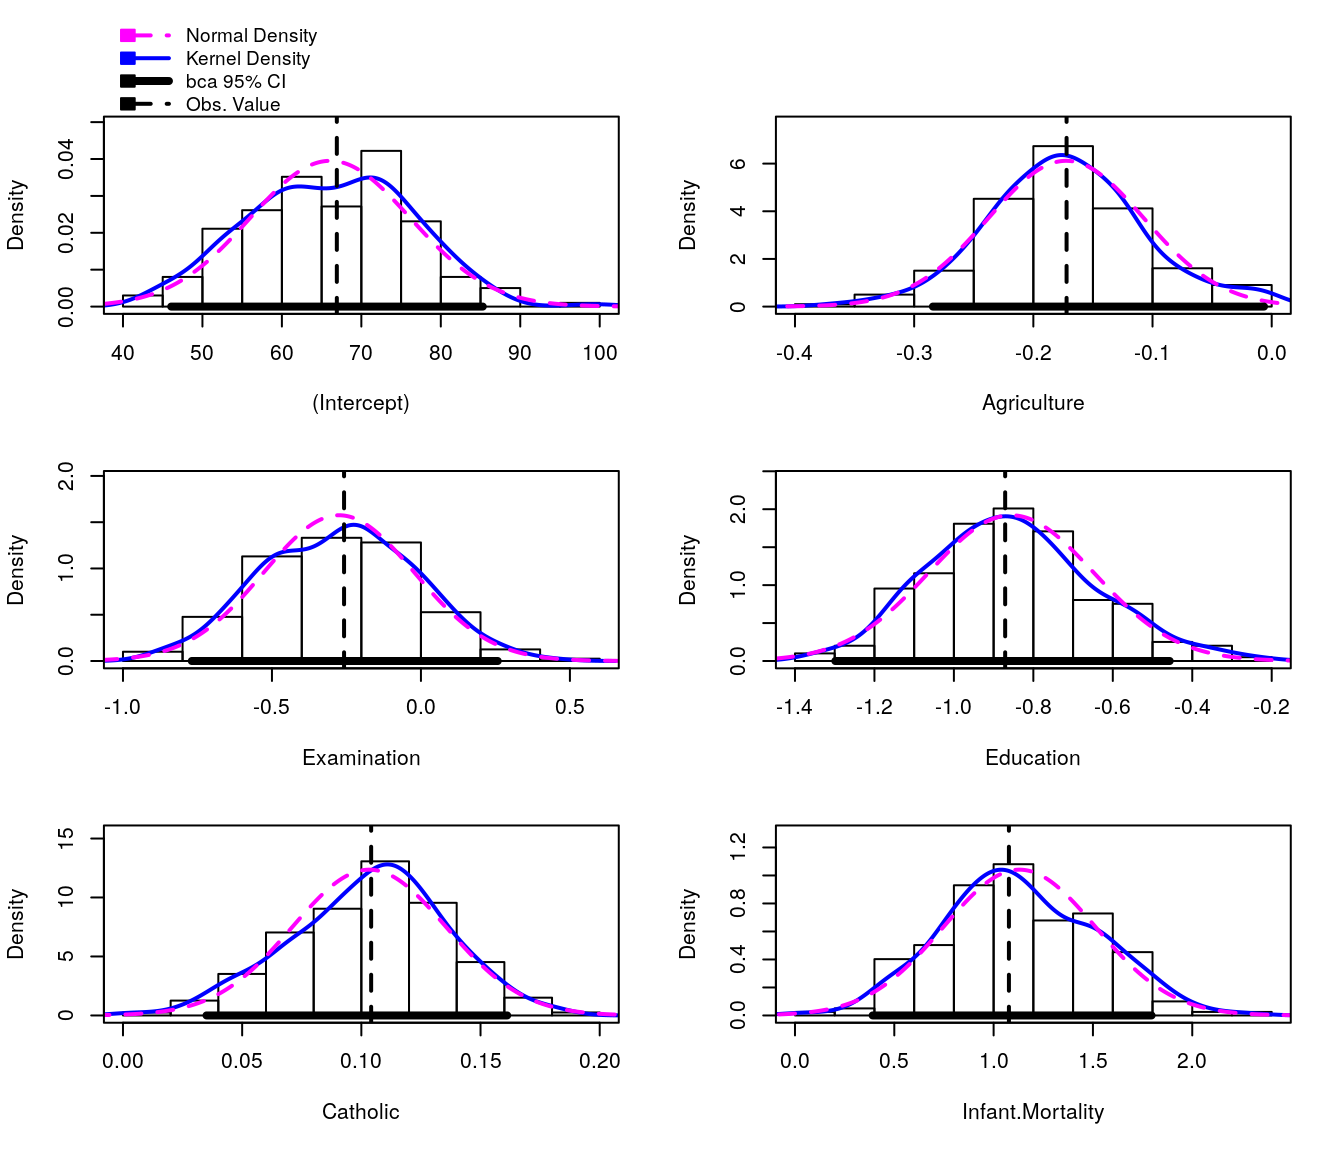 Normal Density
Kernel Density
bca 95% CI
Obs. Value
Density
0.00 0.02 0.04
40 50 60 70 80 90 100
(Intercept)
Density
0 2 4 6
-0.4 -0.3 -0.2 -0.1 0.0
Agriculture
Density
0.0 1.0 2.0
-1.0 -0.5 0.0 0.5
Examination
Density
0.0 1.0 2.0
-1.4 -1.2 -1.0 -0.8 -0.6 -0.4 -0.2
Education
Density
0 5 10 15
0.00 0.05 0.10 0.15 0.20
Catholic
Density
0.0 0.4 0.8 1.2
0.0 0.5 1.0 1.5 2.0
Infant.Mortality